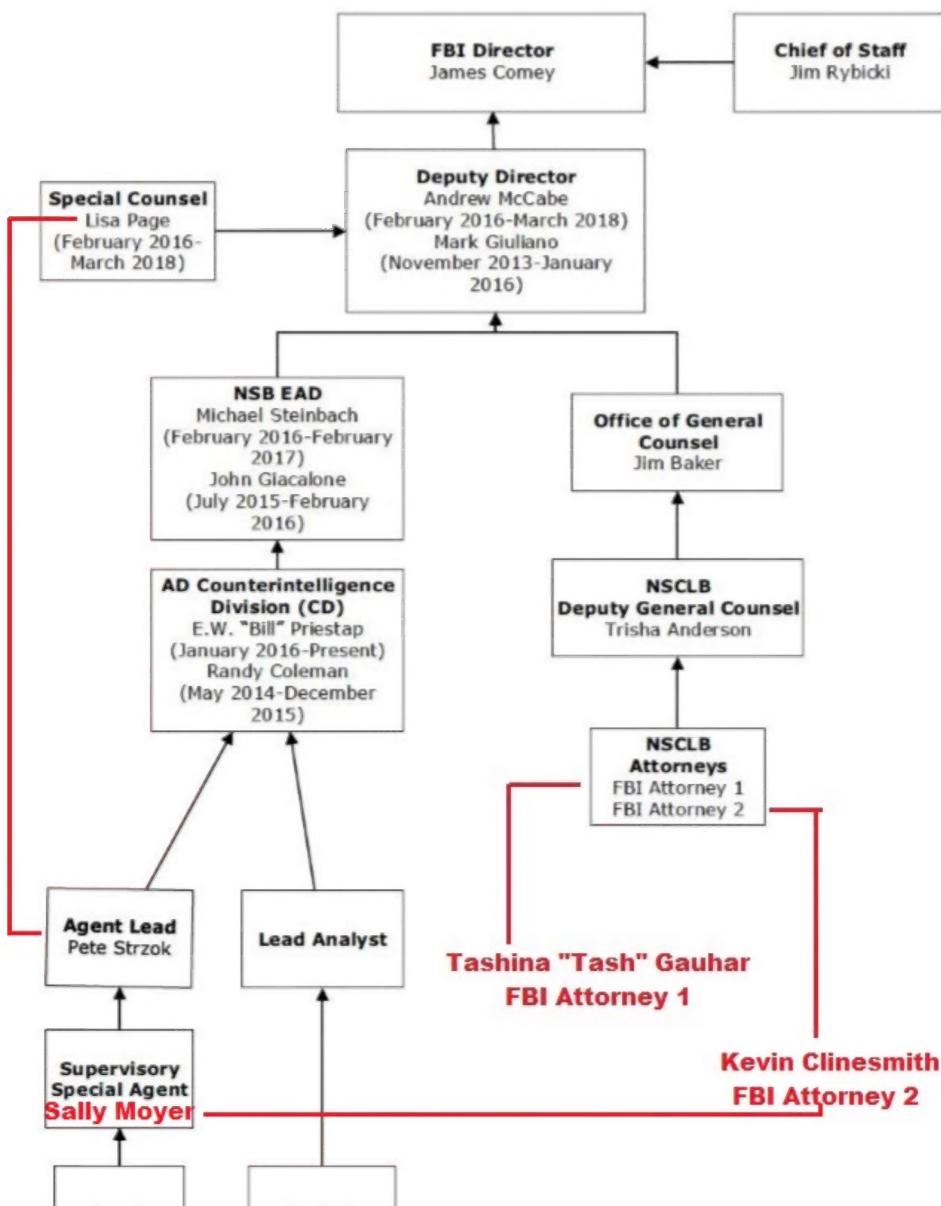 FBI Director
James Comey
Chief of Staff
Jim Rybicki
Special Counsel
Lisa Page
(February 2016-
March 2018)
Deputy Director
Andrew McCabe
(February 2016-March 2018)
Mark Giuliano
(November 2013-January
2016)
NSB EAD
Michael Steinbach
(February 2016-February
2017)
John Giacalone
(July 2015-February
2016)
Office of General
Counsel
Jim Baker
AD Counterintelligence
Division (CD)
E.W. "Bill" Priestap
(January 2016-Present)
Randy Coleman
(May 2014-December
2015)
NSCLB
Deputy General Counsel
Trisha Anderson
NSCLB
Attorneys
FBI Attorney 1
FBI Attorney 2
Agent Lead
Pete Strzok
Lead Analyst
Tashina "Tash" Gauhar
FBI Attorney 1
Supervisory
Special Agent
Sally Moyer
Kevin Clinesmith
FBI Attorney 2